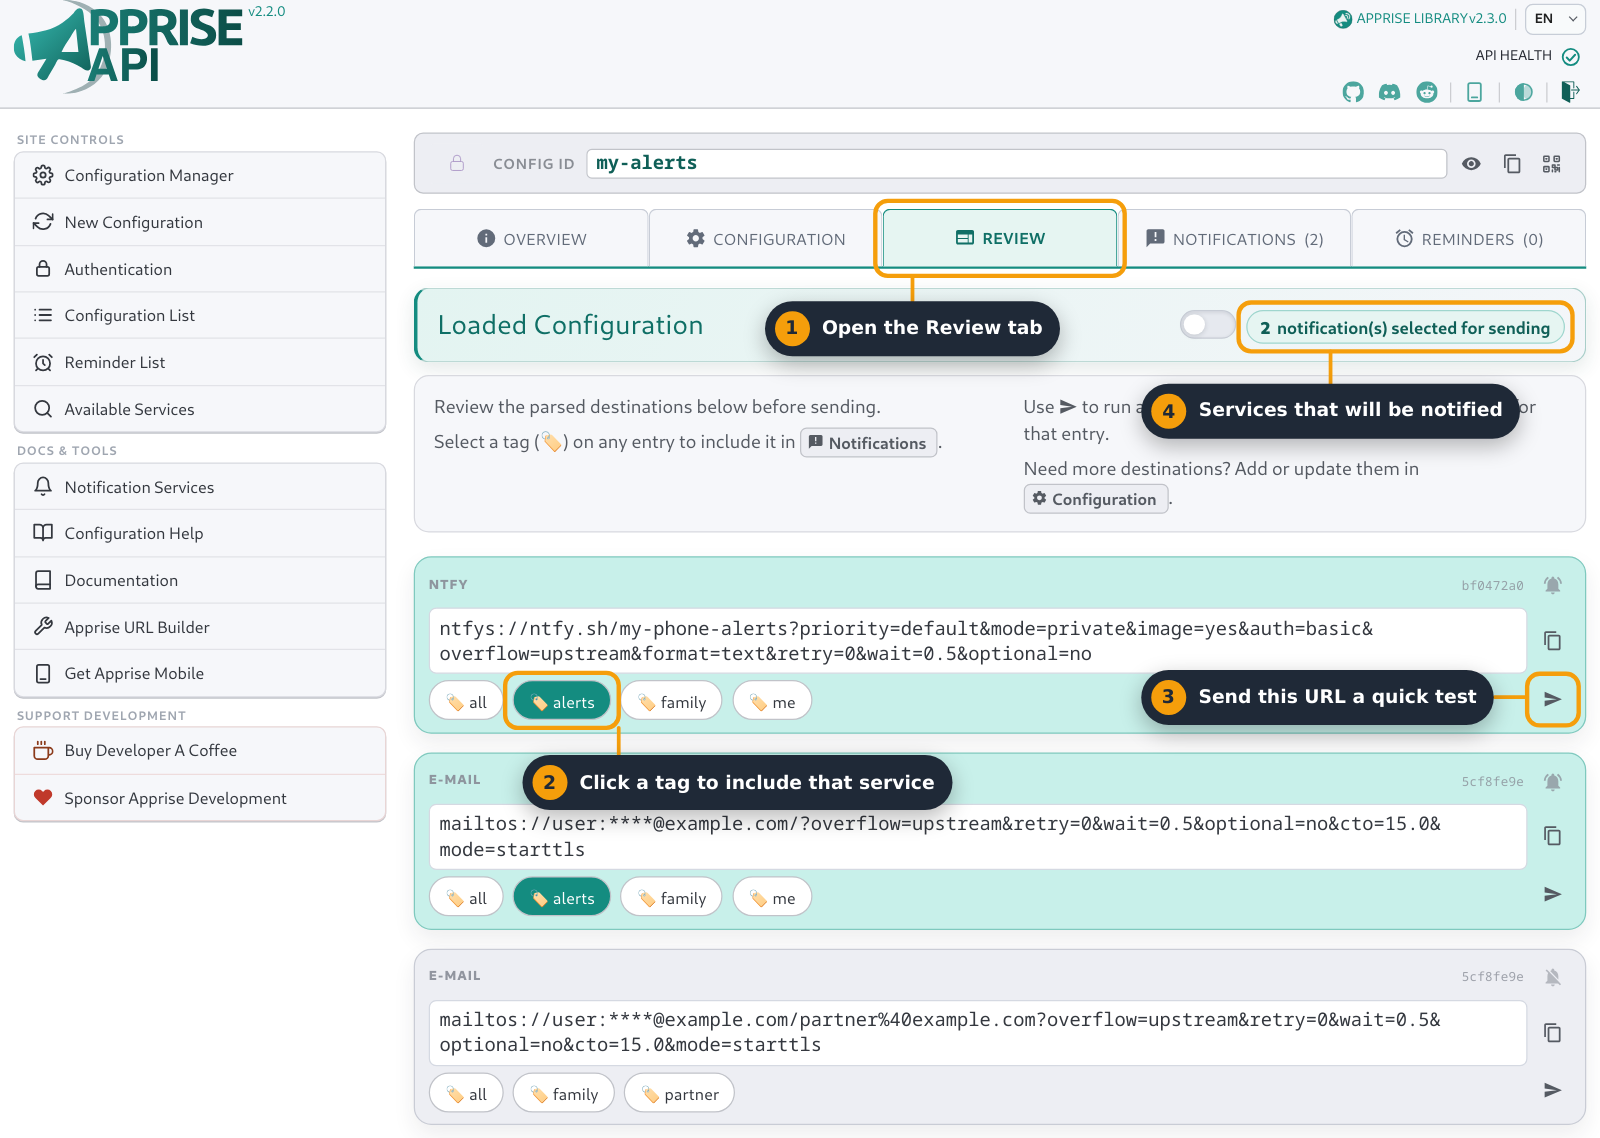 APPRISE API v2.2.0
APPRISE LIBRARY v2.3.0
EN
API HEALTH
SITE CONTROLS
Configuration Manager
New Configuration
Authentication
Configuration List
Reminder List
Available Services
DOCS & TOOLS
Notification Services
Configuration Help
Documentation
Apprise URL Builder
Get Apprise Mobile
SUPPORT DEVELOPMENT
Buy Developer A Coffee
Sponsor Apprise Development
CONFIG ID my-alerts
OVERVIEW
CONFIGURATION
REVIEW
NOTIFICATIONS (2)
REMINDERS (0)
Loaded Configuration
1 Open the Review tab
2 notification(s) selected for sending
4 Services that will be notified
Review the parsed destinations below before sending.
Select a tag (🏷️) on any entry to include it in Notifications.
Use ➤ to run
that entry.
Need more destinations? Add or update them in
Configuration.
NTFY
bf0472a0
ntfys://ntfy.sh/my-phone-alerts?priority=default&mode=private&image=yes&auth=basic&
overflow=upstream&format=text&retry=0&wait=0.5&optional=no
all alerts family me
3 Send this URL a quick test
2 Click a tag to include that service
E-MAIL
5cf8fe9e
mailtos://user:****@example.com/?overflow=upstream&retry=0&wait=0.5&optional=no&cto=15.0&
mode=starttls
all alerts family me
E-MAIL
5cf8fe9e
mailtos://user:****@example.com/partner%40example.com?overflow=upstream&retry=0&wait=0.5&
optional=no&cto=15.0&mode=starttls
all family partner